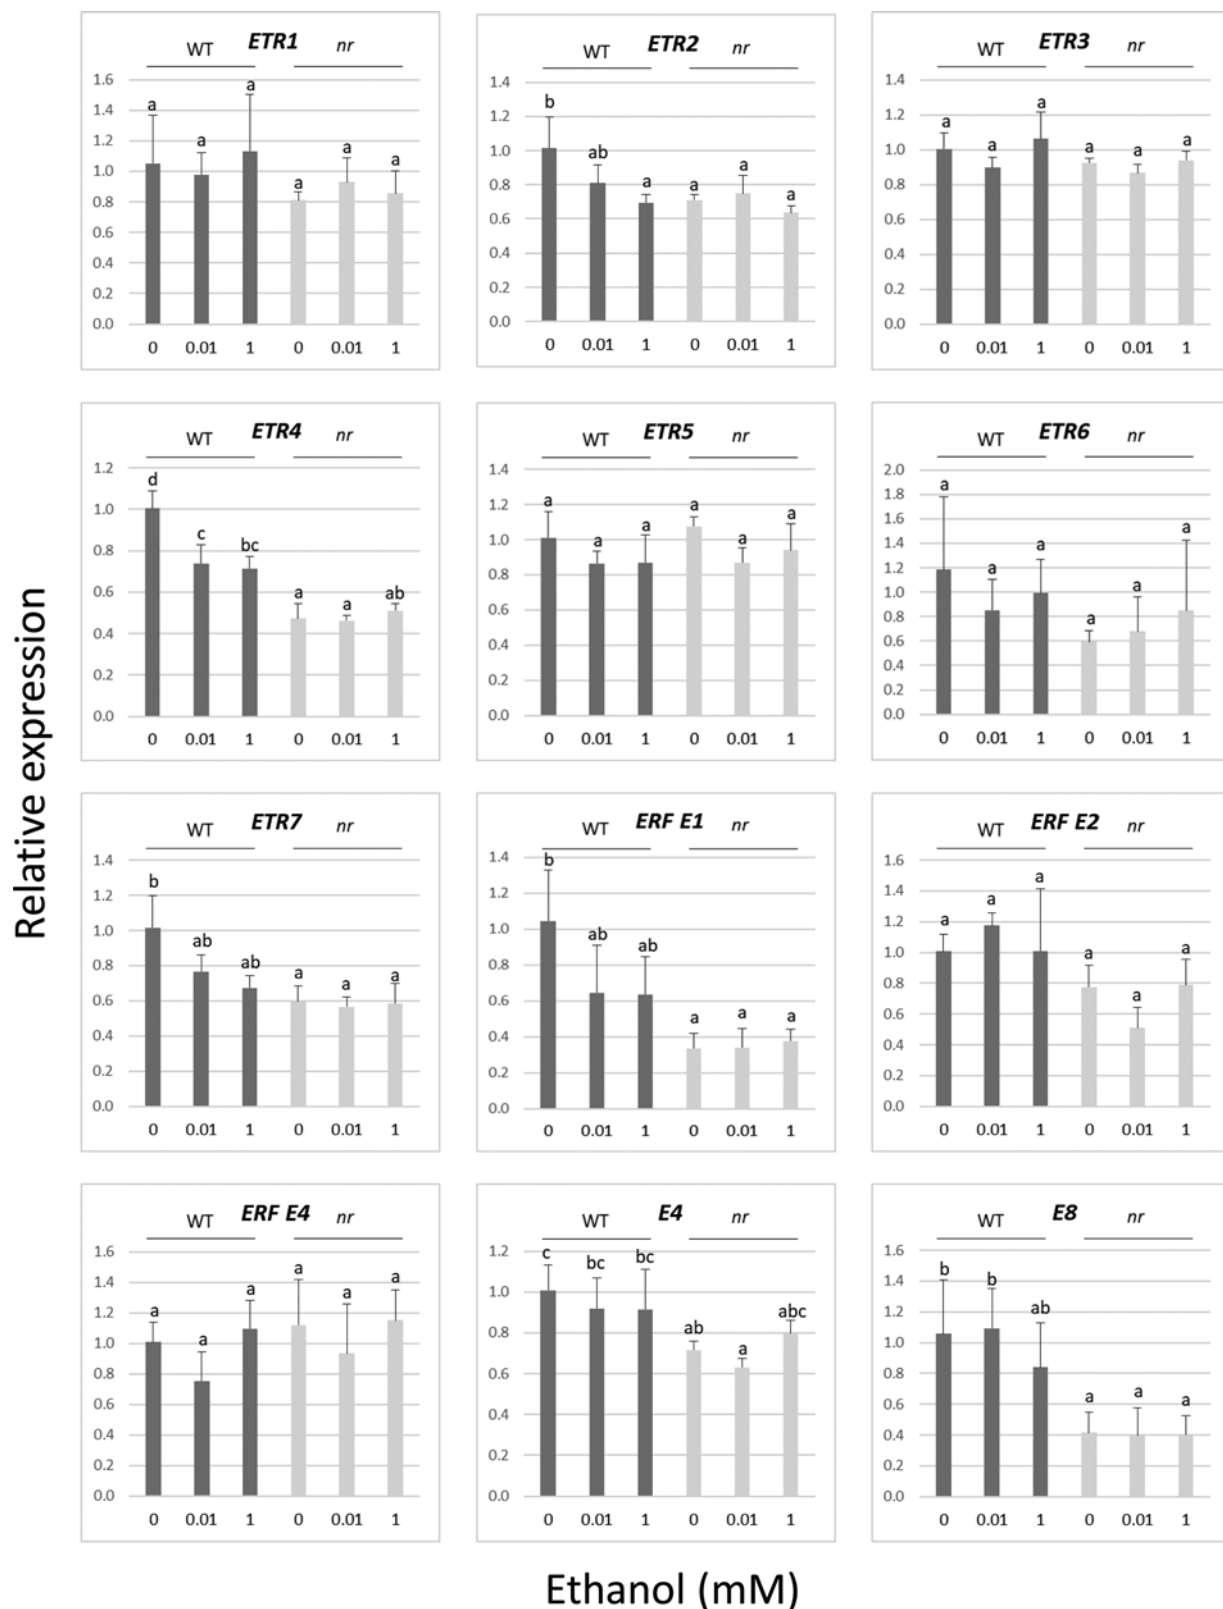 WT ETR1 nr
1.6
1.4
1.2
1.0
0.8
0.6
0.4
0.2
0.0
a a a a a a
0 0.01 1 0 0.01 1
WT ETR2 nr
1.4
1.2
1.0
0.8
0.6
0.4
0.2
0.0
b ab a a a a
0 0.01 1 0 0.01 1
WT ETR3 nr
1.4
1.2
1.0
0.8
0.6
0.4
0.2
0.0
a a a a a a
0 0.01 1 0 0.01 1
WT ETR4 nr
1.2
1.0
0.8
0.6
0.4
0.2
0.0
d c bc a a ab
0 0.01 1 0 0.01 1
WT ETR5 nr
1.4
1.2
1.0
0.8
0.6
0.4
0.2
0.0
a a a a a a
0 0.01 1 0 0.01 1
WT ETR6 nr
2.0
1.8
1.6
1.4
1.2
1.0
0.8
0.6
0.4
0.2
0.0
a a a a a a
0 0.01 1 0 0.01 1
Relative expression
WT ETR7 nr
1.4
1.2
1.0
0.8
0.6
0.4
0.2
0.0
b ab ab a a a
0 0.01 1 0 0.01 1
WT ERF E1 nr
1.4
1.2
1.0
0.8
0.6
0.4
0.2
0.0
b ab ab a a a
0 0.01 1 0 0.01 1
WT ERF E2 nr
1.6
1.4
1.2
1.0
0.8
0.6
0.4
0.2
0.0
a a a a a a
0 0.01 1 0 0.01 1
WT ERF E4 nr
1.6
1.4
1.2
1.0
0.8
0.6
0.4
0.2
0.0
a a a a a a
0 0.01 1 0 0.01 1
WT E4 nr
1.2
1.0
0.8
0.6
0.4
0.2
0.0
c bc bc ab a abc
0 0.01 1 0 0.01 1
WT E8 nr
1.6
1.4
1.2
1.0
0.8
0.6
0.4
0.2
0.0
b b ab a a a
0 0.01 1 0 0.01 1
Ethanol (mM)